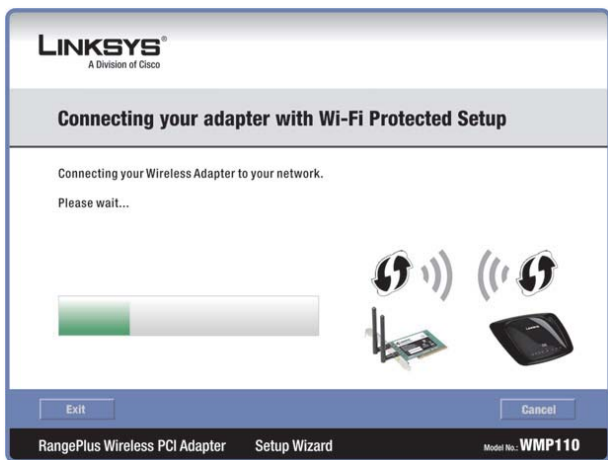 LINKSYS®
A Division of Cisco
Connecting your adapter with Wi-Fi Protected Setup
Connecting your Wireless Adapter to your network.
Please wait...
Exit
Cancel
RangePlus Wireless PCI Adapter Setup Wizard Model No.: WMP110